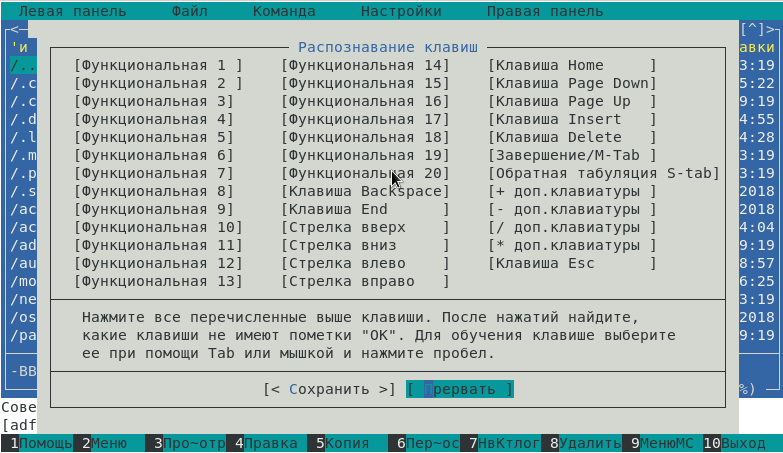 Левая панель Файл Команда Настройки Правая панель
<- [^]>
'и Распознавание клавиш авки
/.. [Функциональная 1 ] [Функциональная 14] [Клавиша Home ] 3:19
/.c [Функциональная 2 ] [Функциональная 15] [Клавиша Page Down] 5:22
/.c [Функциональная 3] [Функциональная 16] [Клавиша Page Up ] 9:19
/.d [Функциональная 4] [Функциональная 17] [Клавиша Insert ] 4:55
/.l [Функциональная 5] [Функциональная 18] [Клавиша Delete ] 4:28
/.m [Функциональная 6] [Функциональная 19] [Завершение/M-Tab ] 3:19
/.p [Функциональная 7] [Функциональная 20] [Обратная табуляция S-tab] 3:19
/.s [Функциональная 8] [Клавиша Backspace] [+ доп.клавиатуры ] 2018
/ac [Функциональная 9] [Клавиша End ] [- доп.клавиатуры ] 2018
/ac [Функциональная 10] [Стрелка вверх ] [/ доп.клавиатуры ] 4:04
/ad [Функциональная 11] [Стрелка вниз ] [* доп.клавиатуры ] 9:19
/au [Функциональная 12] [Стрелка влево ] [Клавиша Esc ] 8:57
/mo [Функциональная 13] [Стрелка вправо ] 6:25
/ne 3:19
/os Нажмите все перечисленные выше клавиши. После нажатий найдите, 2018
/pa какие клавиши не имеют пометки "OK". Для обучения клавише выберите 9:19
ее при помощи Tab или мышкой и нажмите пробел.
-ВВ
[< Сохранить >] [ Прервать ] %)
Сове
[adf
1Помощь 2Меню 3Про~отр 4Правка 5Копия 6Пер~ос 7НвКтлог 8Удалить 9МенюМС 10Выход